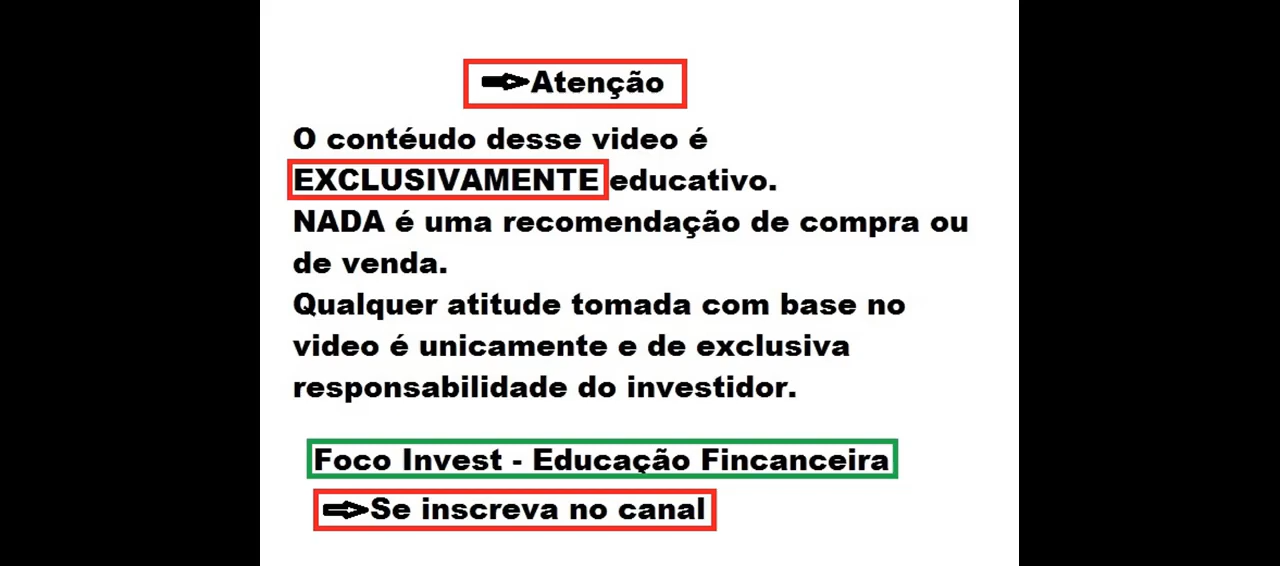 Atenção
O contéudo desse video é
EXCLUSIVAMENTE educativo.
NADA é uma recomendação de compra ou
de venda.
Qualquer atitude tomada com base no
video é unicamente e de exclusiva
responsabilidade do investidor.
Foco Invest - Educação Fincanceira
Se inscreva no canal